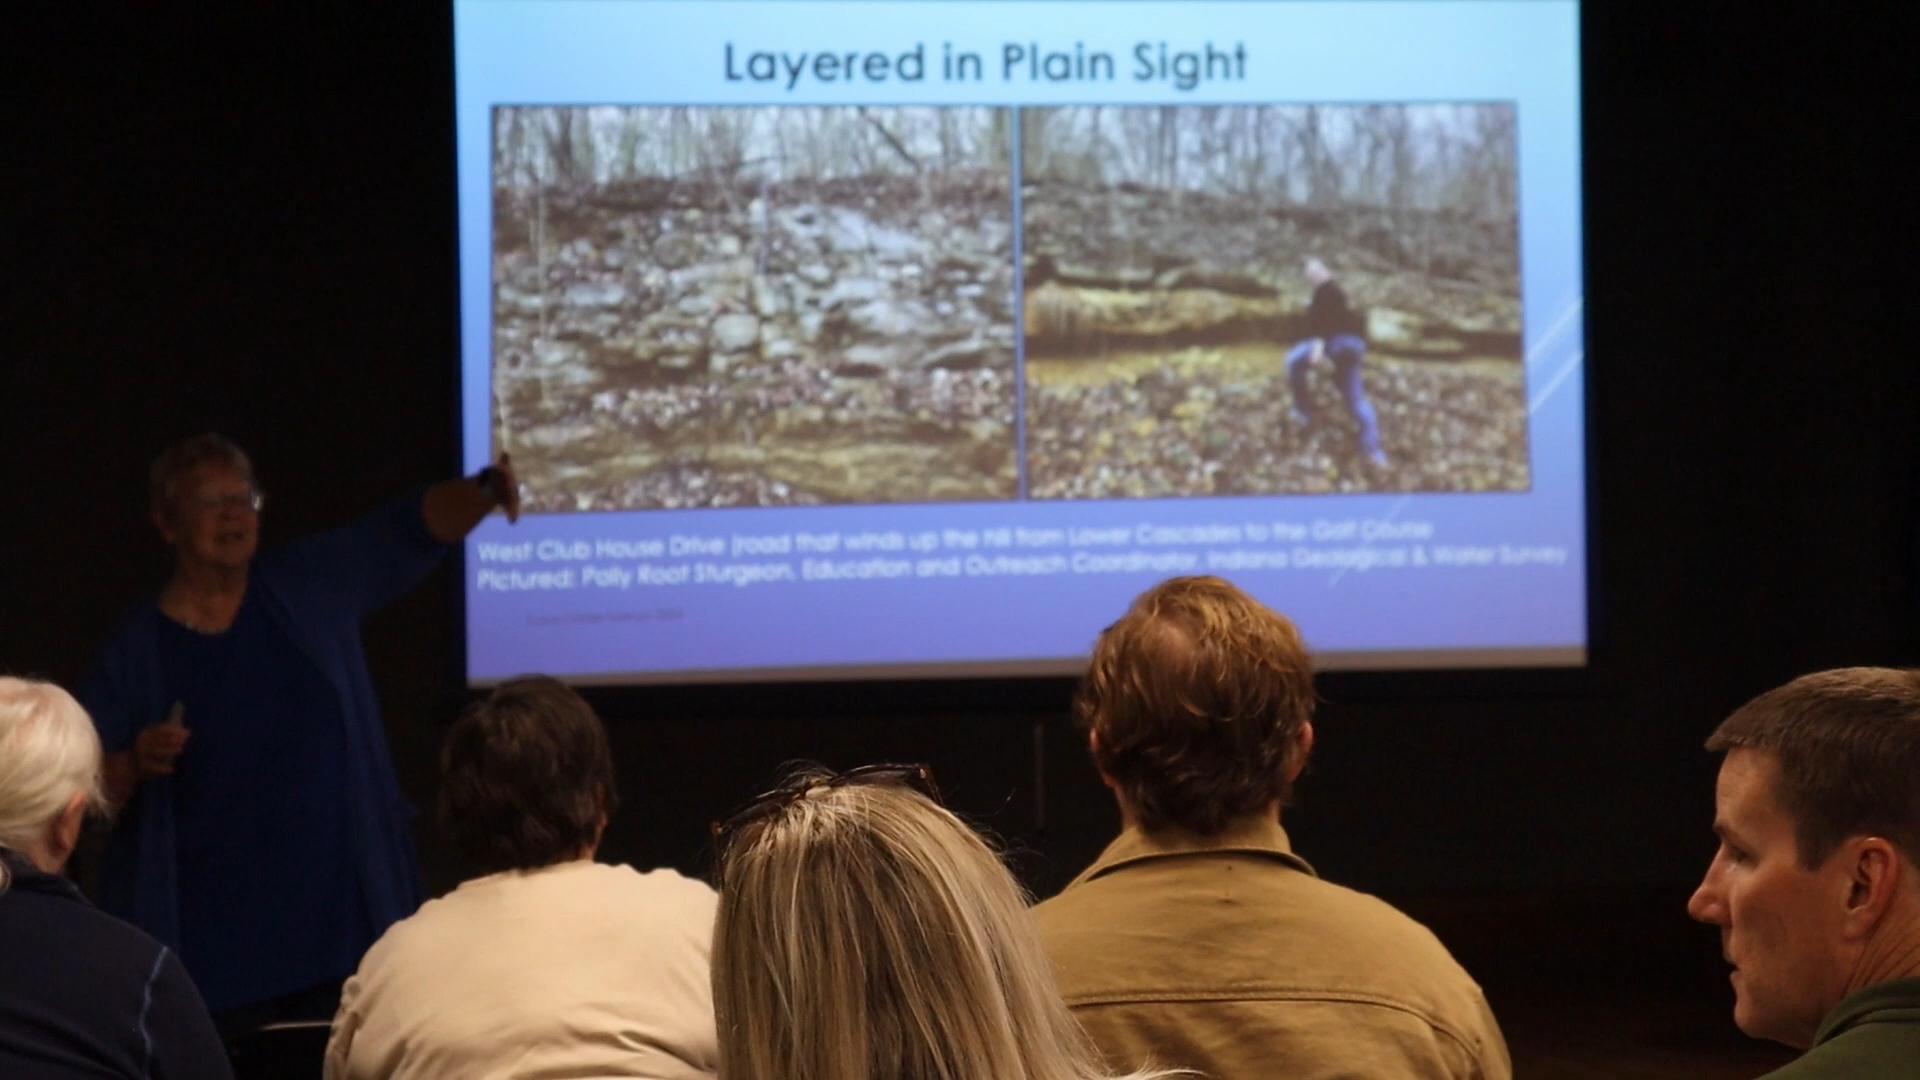 Layered in Plain Sight
West Club House Drive (road that winds up the hill from Lower Cascades to the Golf Course
Pictured: Polly Root Sturgeon, Education and Outreach Coordinator, Indiana Geological & Water Survey